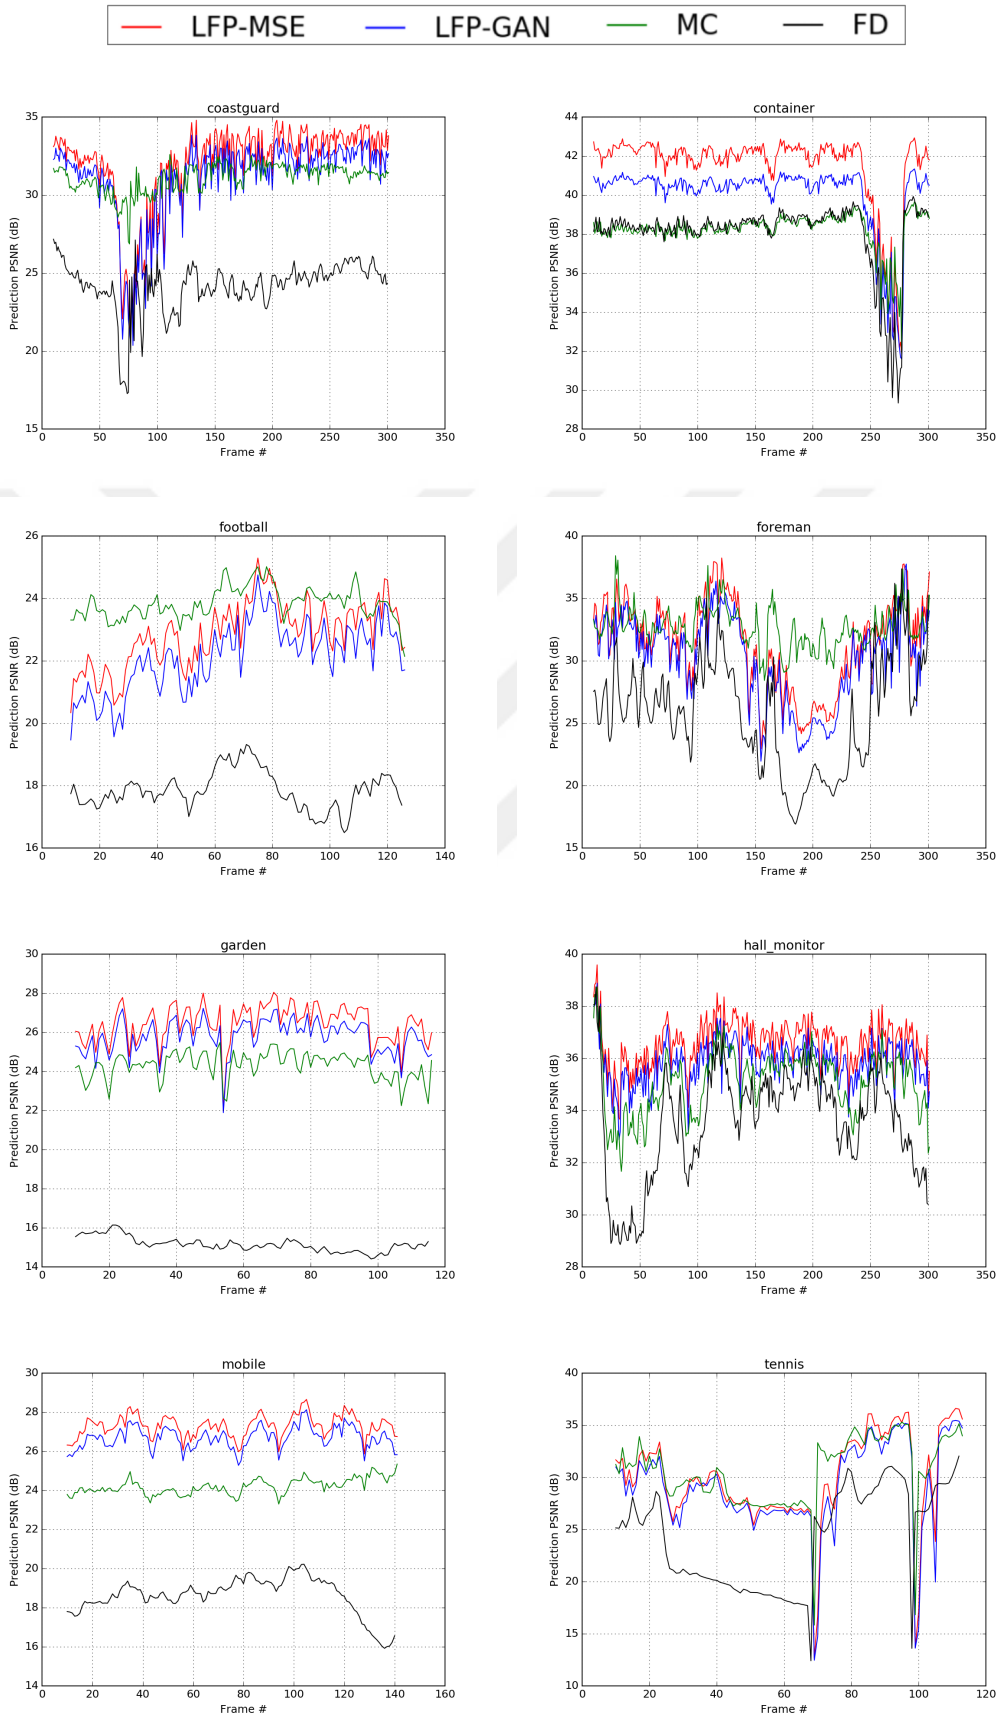 LFP-MSE LFP-GAN MC FD
coastguard
Prediction PSNR (dB)
35
30
25
20
15
0 50 100 150 200 250 300 350
Frame #
container
Prediction PSNR (dB)
44
42
40
38
36
34
32
30
28
0 50 100 150 200 250 300 350
Frame #
football
Prediction PSNR (dB)
26
24
22
20
18
16
0 20 40 60 80 100 120 140
Frame #
foreman
Prediction PSNR (dB)
40
35
30
25
20
15
0 50 100 150 200 250 300 350
Frame #
garden
Prediction PSNR (dB)
30
28
26
24
22
20
18
16
14
0 20 40 60 80 100 120
Frame #
hall_monitor
Prediction PSNR (dB)
40
38
36
34
32
30
28
0 50 100 150 200 250 300 350
Frame #
mobile
Prediction PSNR (dB)
30
28
26
24
22
20
18
16
14
0 20 40 60 80 100 120 140 160
Frame #
tennis
Prediction PSNR (dB)
40
35
30
25
20
15
10
0 20 40 60 80 100 120
Frame #